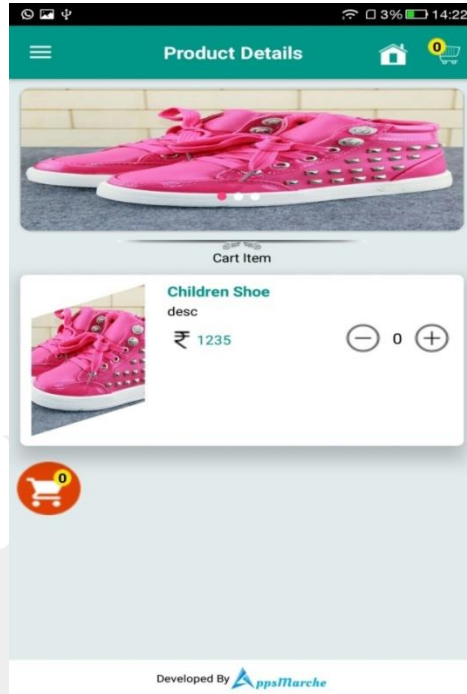 3% 14:22
Product Details 0
Cart Item
Children Shoe
desc
₹ 1235 0
0
Developed By AppsMarche